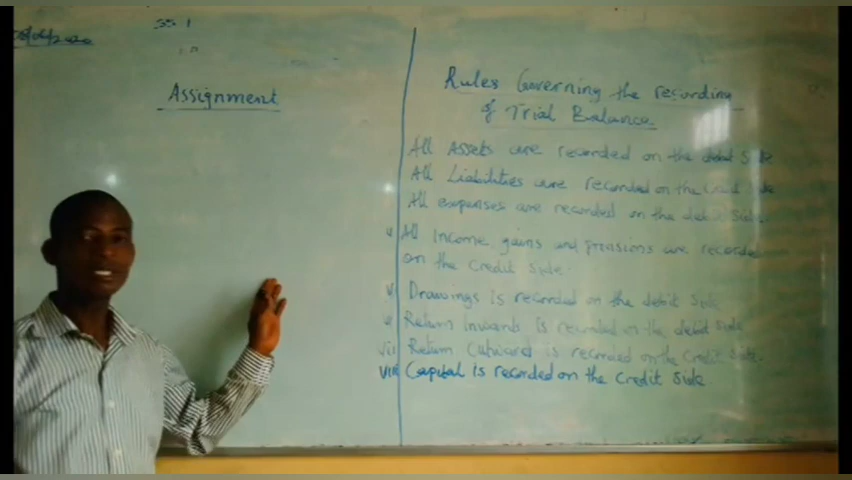 SS 1
Assignment
Rules Governing the recording
of Trial Balance
All Assets are recorded on the debit side
All Liabilities are recorded on the credit side
All expenses are recorded on the debit side.
All Income gains and provisions are recorded
on the credit side.
v Drawings is recorded on the debit side
Return Inwards is recorded on the debit side
vii Return Outward is recorded on the credit side.
viii Capital is recorded on the credit side.